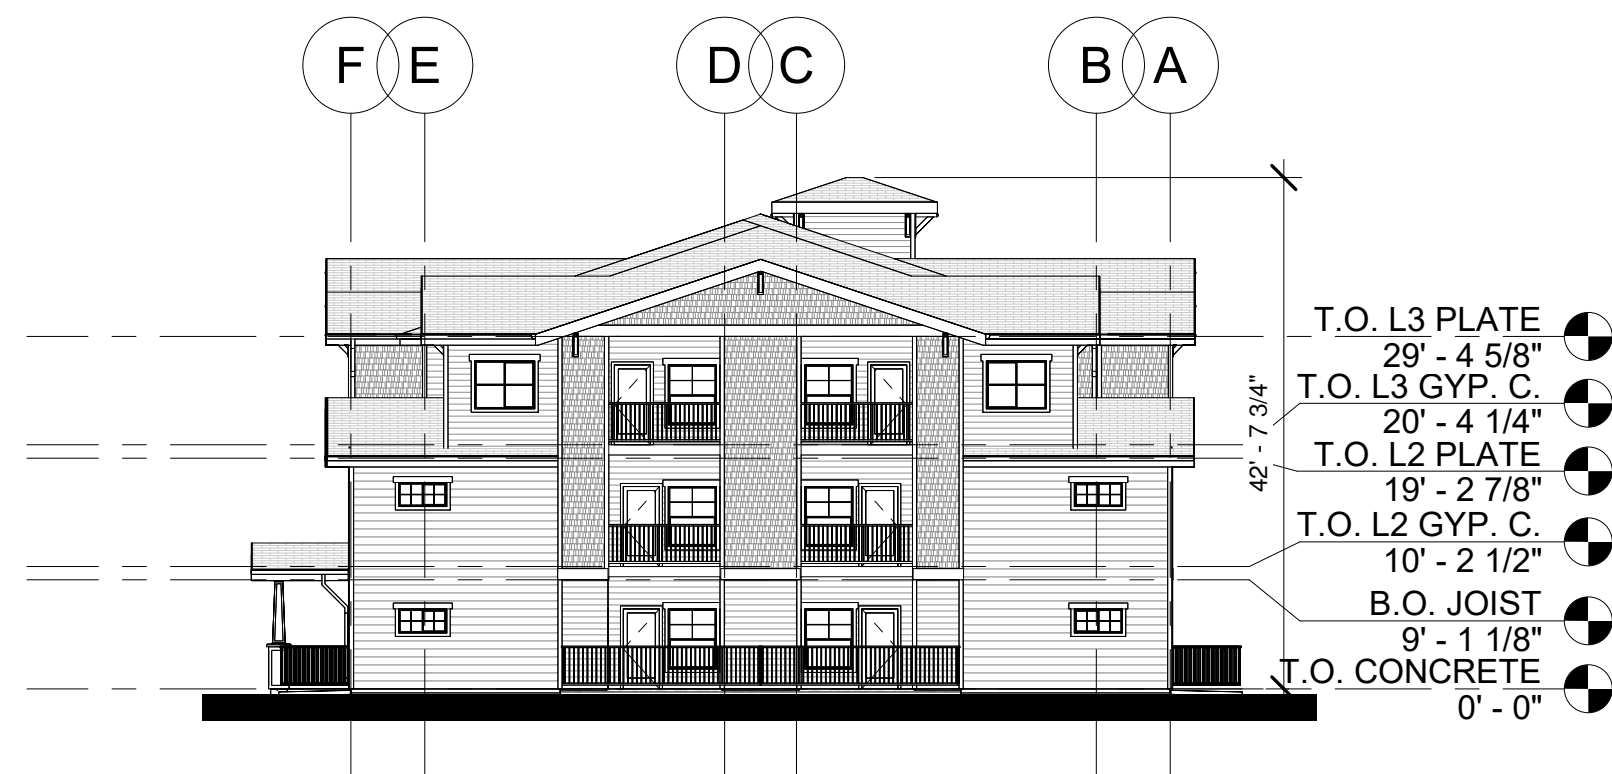 F E D C B A
T.O. L3 PLATE
29' - 4 5/8"
T.O. L3 GYP. C.
20' - 4 1/4"
T.O. L2 PLATE
19' - 2 7/8"
T.O. L2 GYP. C.
10' - 2 1/2"
B.O. JOIST
9' - 1 1/8"
T.O. CONCRETE
0' - 0"
42' - 7 3/4"